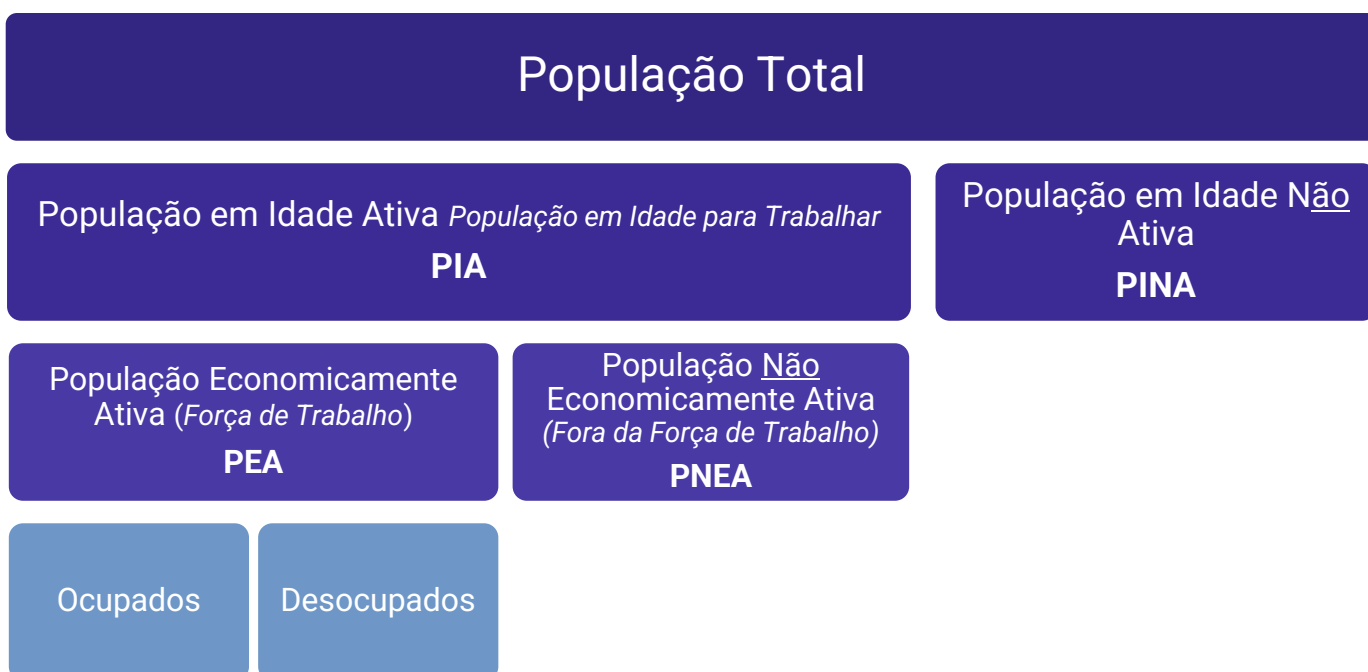 População Total
População em Idade Ativa População em Idade para Trabalhar
PIA
População em Idade Não
Ativa
PINA
População Economicamente
Ativa (Força de Trabalho)
PEA
População Não
Economicamente Ativa
(Fora da Força de Trabalho)
PNEA
Ocupados
Desocupados